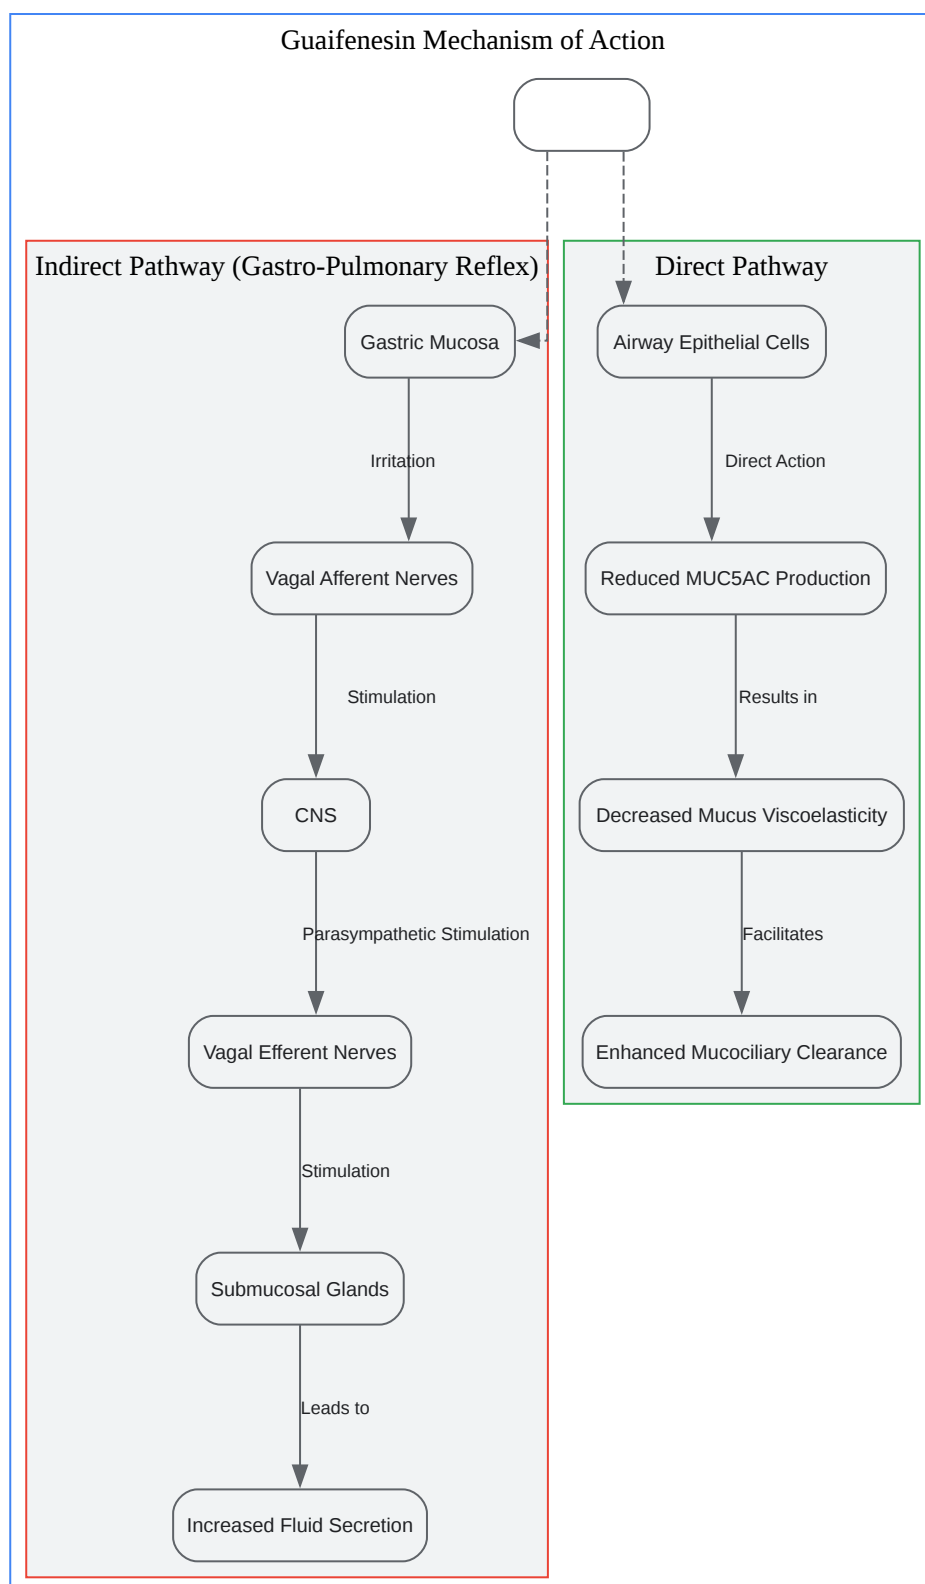 Guaifenesin Mechanism of Action
Indirect Pathway (Gastro-Pulmonary Reflex)
Gastric Mucosa
Irritation
Vagal Afferent Nerves
Stimulation
CNS
Parasympathetic Stimulation
Vagal Efferent Nerves
Stimulation
Submucosal Glands
Leads to
Increased Fluid Secretion
Direct Pathway
Airway Epithelial Cells
Direct Action
Reduced MUC5AC Production
Results in
Decreased Mucus Viscoelasticity
Facilitates
Enhanced Mucociliary Clearance